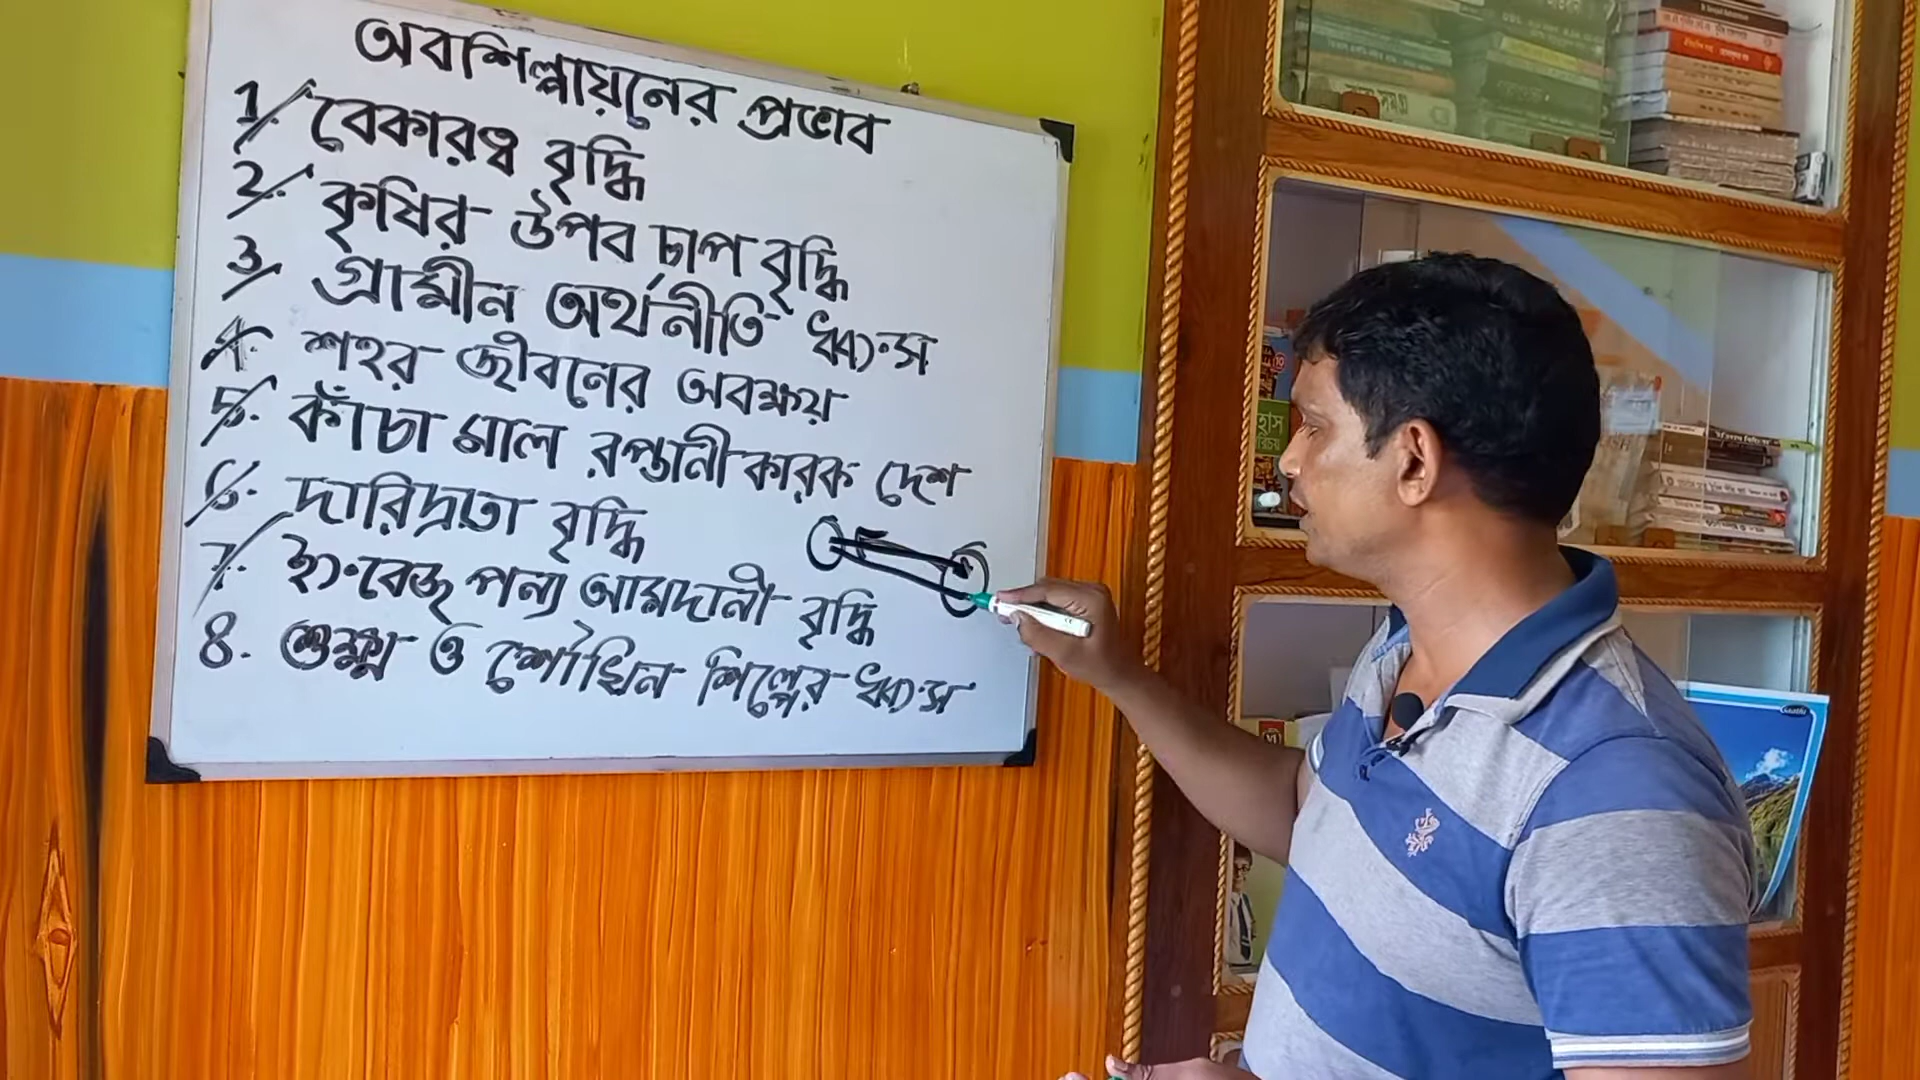 অবশিল্পায়নের প্রভাব
1. বেকারত্ব বৃদ্ধি
2. কৃষির উপর চাপ বৃদ্ধি
3. গ্রামীন অর্থনীতি ধ্বংস
4. শহর জীবনের অবক্ষয়
5. কাঁচা মাল রপ্তানী কারক দেশ
6. দারিদ্রতা বৃদ্ধি
7. ইংরেজ পন্য আমদানী বৃদ্ধি
8. শুক্ষ্ম ও শৌখিন শিল্পের ধ্বংস